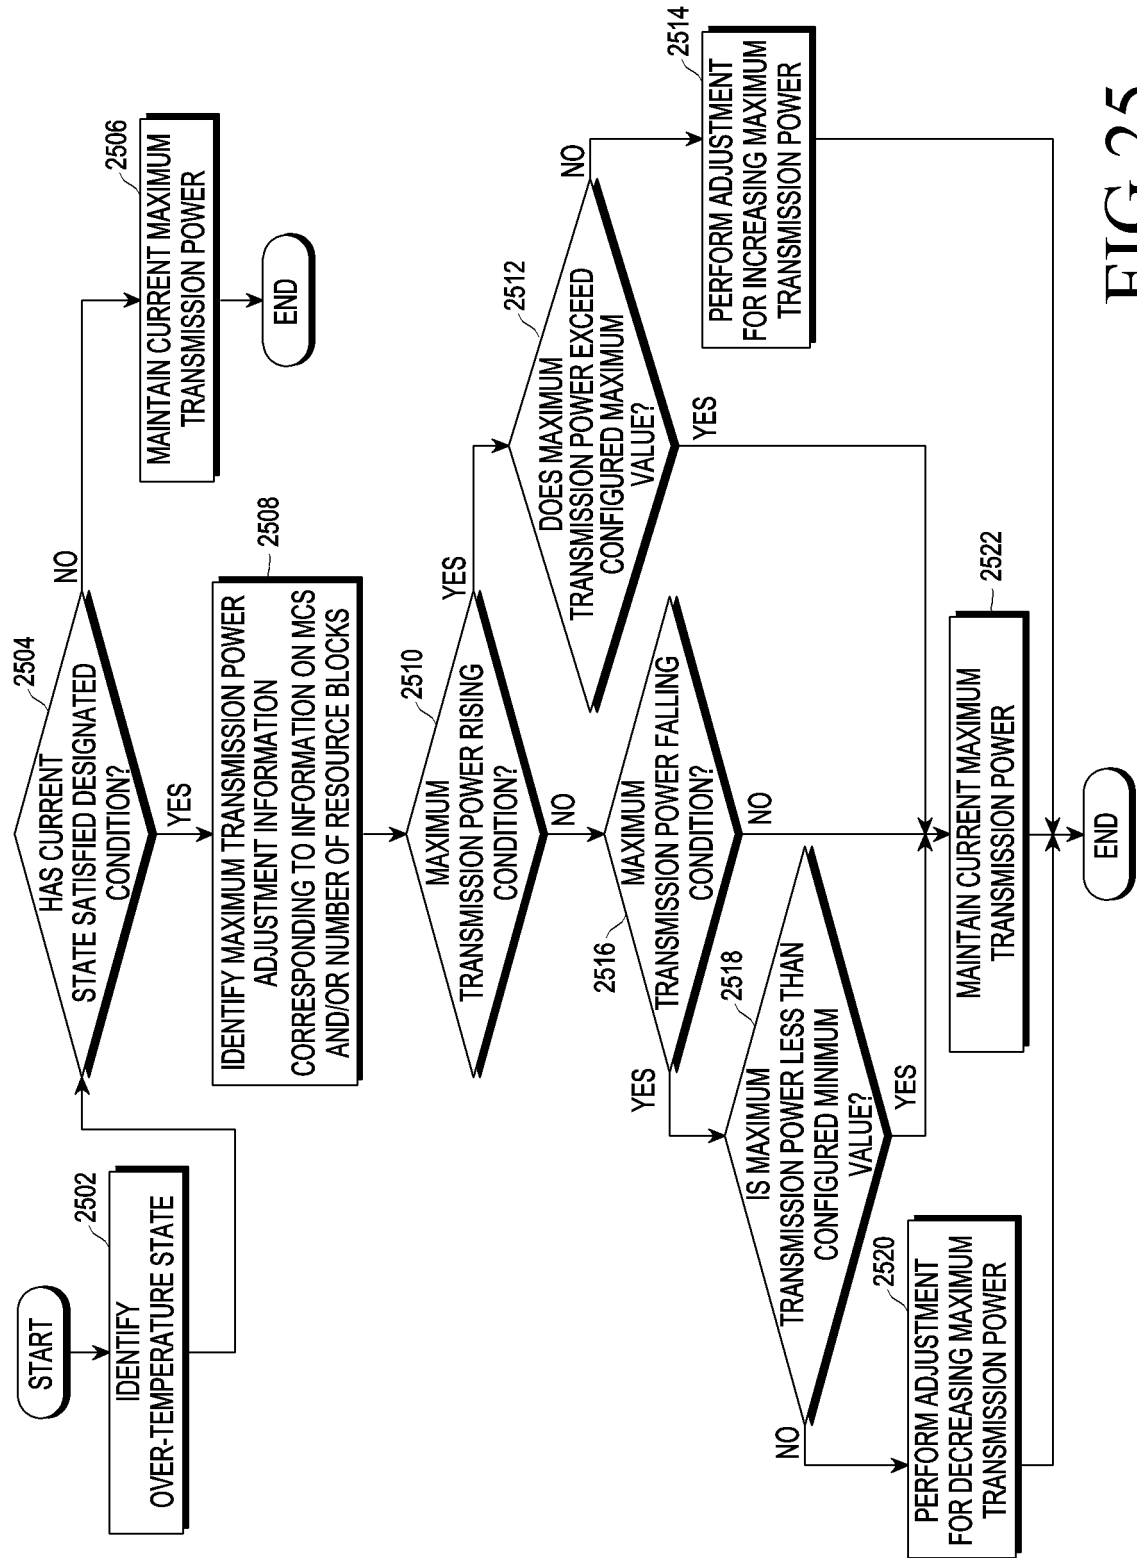 START
2502
IDENTIFY
OVER-TEMPERATURE STATE
2504
HAS CURRENT
STATE SATISFIED DESIGNATED
CONDITION?
NO
YES
2506
MAINTAIN CURRENT MAXIMUM
TRANSMISSION POWER
END
2508
IDENTIFY MAXIMUM TRANSMISSION POWER
ADJUSTMENT INFORMATION
CORRESPONDING TO INFORMATION ON MCS
AND/OR NUMBER OF RESOURCE BLOCKS
2510
MAXIMUM
TRANSMISSION POWER RISING
CONDITION?
YES
NO
2512
DOES MAXIMUM
TRANSMISSION POWER EXCEED
CONFIGURED MAXIMUM
VALUE?
NO
YES
2514
PERFORM ADJUSTMENT
FOR INCREASING MAXIMUM
TRANSMISSION POWER
2516
MAXIMUM
TRANSMISSION POWER FALLING
CONDITION?
YES
NO
2518
IS MAXIMUM
TRANSMISSION POWER LESS THAN
CONFIGURED MINIMUM
VALUE?
NO
YES
2520
PERFORM ADJUSTMENT
FOR DECREASING MAXIMUM
TRANSMISSION POWER
2522
MAINTAIN CURRENT MAXIMUM
TRANSMISSION POWER
END
FIG.25